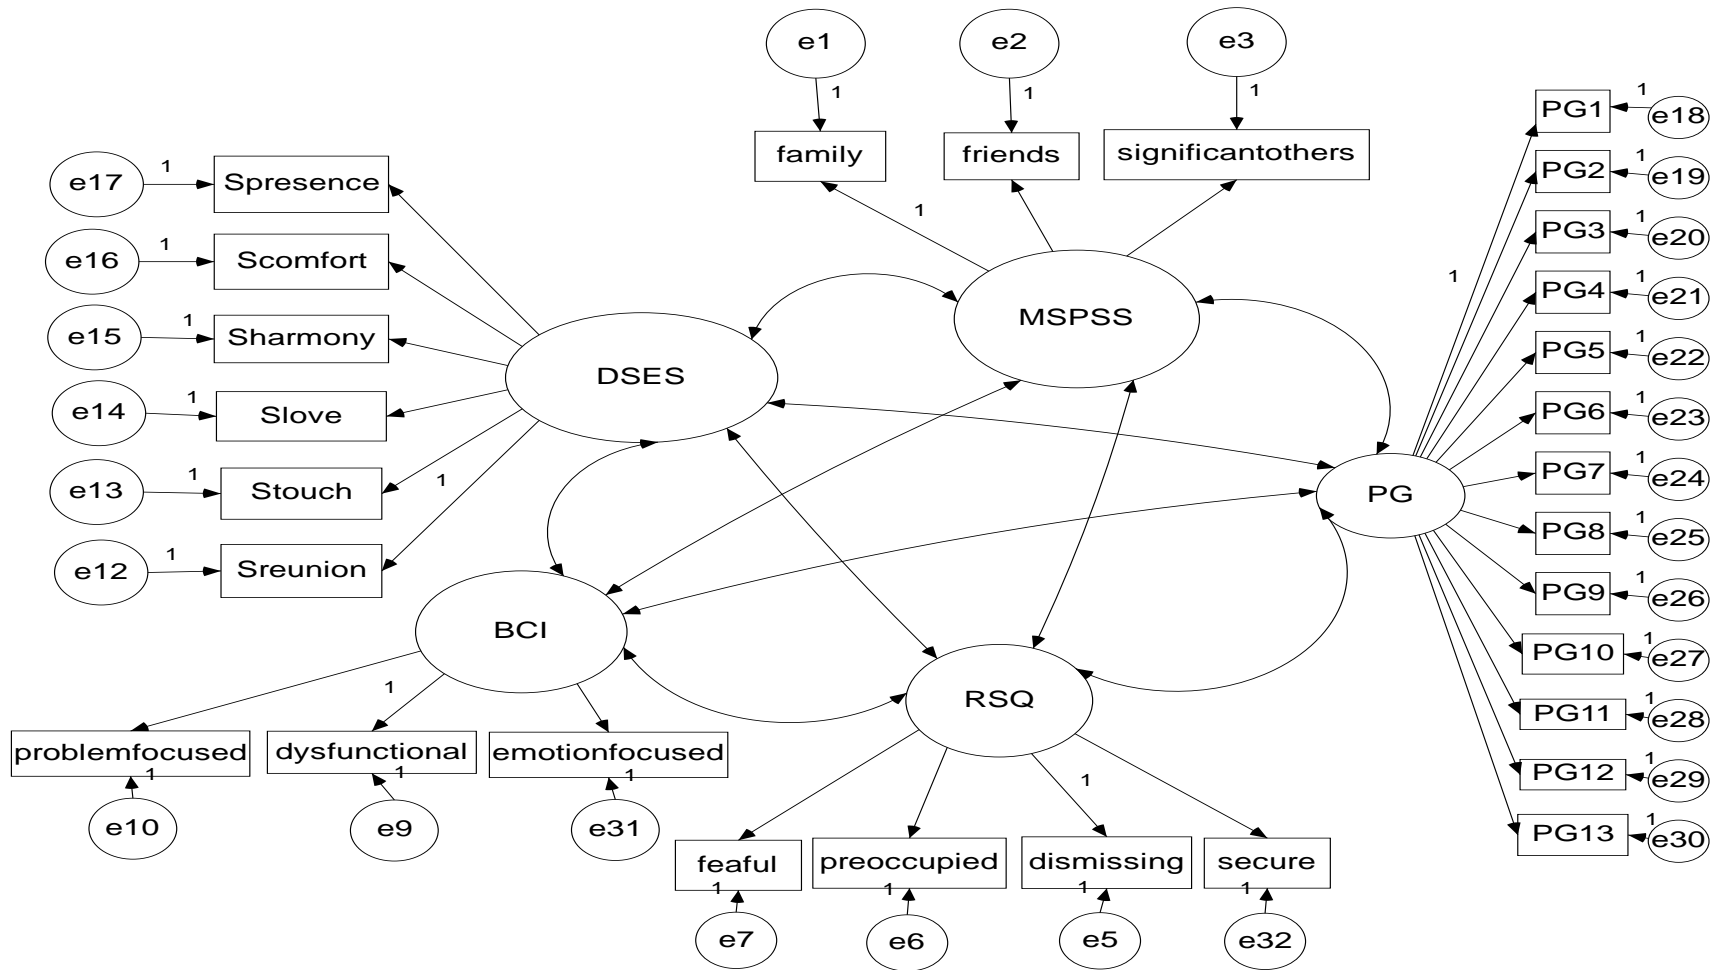 e1
e2
e3
1
1
1
family
friends
significantothers
1
e17
1
Spresence
e16
1
Scomfort
e15
1
Sharmony
e14
1
Slove
e13
1
Stouch
1
e12
1
Sreunion
DSES
MSPSS
PG
BCI
RSQ
1
PG1
1
e18
PG2
1
e19
PG3
1
e20
PG4
1
e21
PG5
1
e22
PG6
1
e23
PG7
1
e24
PG8
1
e25
PG9
1
e26
PG10
1
e27
PG11
1
e28
PG12
1
e29
PG13
1
e30
1
problemfocused
dysfunctional
emotionfocused
1
1
1
e10
e9
e31
1
feaful
preoccupied
dismissing
secure
1
1
1
1
e7
e6
e5
e32